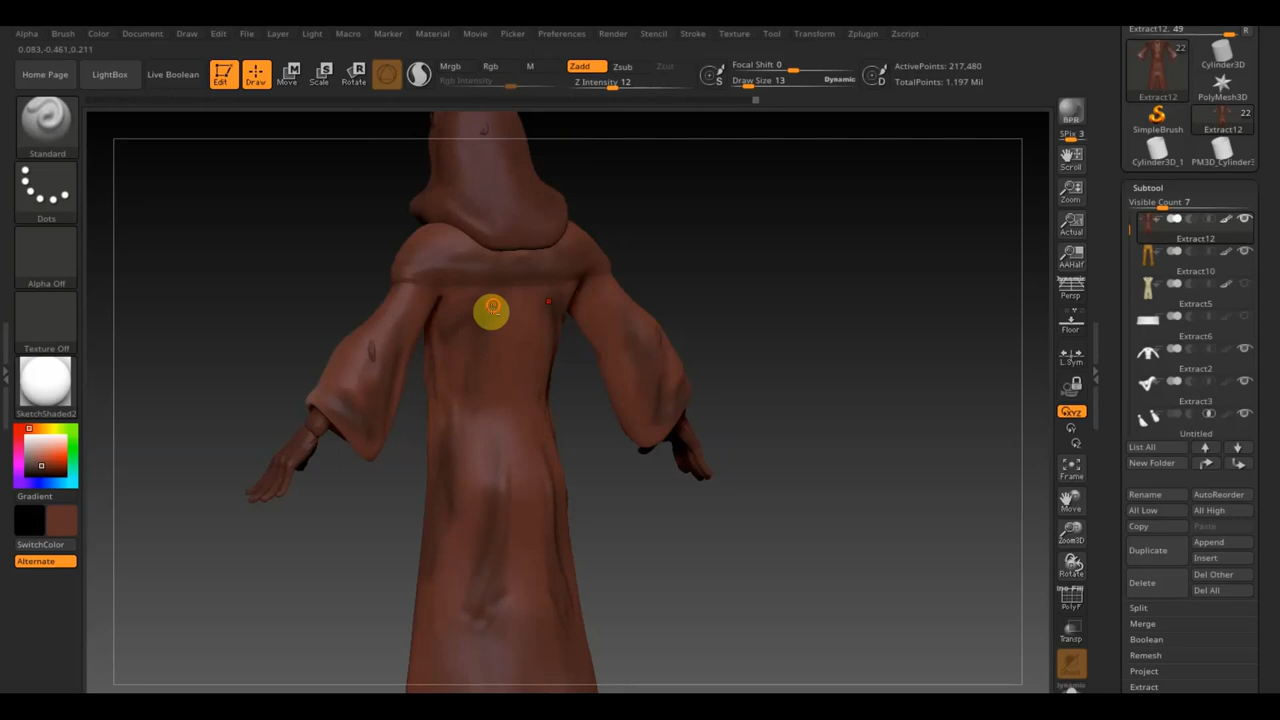 Alpha Brush Color Document Draw Edit File Layer Light Macro Marker Material Movie Picker Preferences Render Stencil Stroke Texture Tool Transform Zplugin Zscript
0.083,-0.461,0.211
Home Page LightBox Live Boolean Edit Draw Move Scale Rotate
Mrgb Rgb M Zadd Zsub Zcut Focal Shift 0 ActivePoints: 217,480
Rgb Intensity Z Intensity 12 Draw Size 13 Dynamic TotalPoints: 1.197 Mil
S D
Standard
Dots
Alpha Off
Texture Off
SketchShaded2
Gradient
SwitchColor
Alternate
BPR
SPix 3
Scroll
Zoom
Actual
AAHalf
Dynamic
Persp
Floor
L.Sym
XYZ
Frame
Move
Zoom3D
Rotate
PolyF
Transp
Dynamic
Extract12. 49 R
22
Extract12 Cylinder3D
PolyMesh3D
SimpleBrush 22 Extract12
Cylinder3D_1 PM3D_Cylinder3
Subtool
Visible Count 7
Extract12
Extract10
Extract5
Extract6
Extract2
Extract3
Untitled
List All
New Folder
Rename AutoReorder
All Low All High
Copy Paste
Duplicate Append
Insert
Delete Del Other
Del All
Split
Merge
Boolean
Remesh
Project
Extract